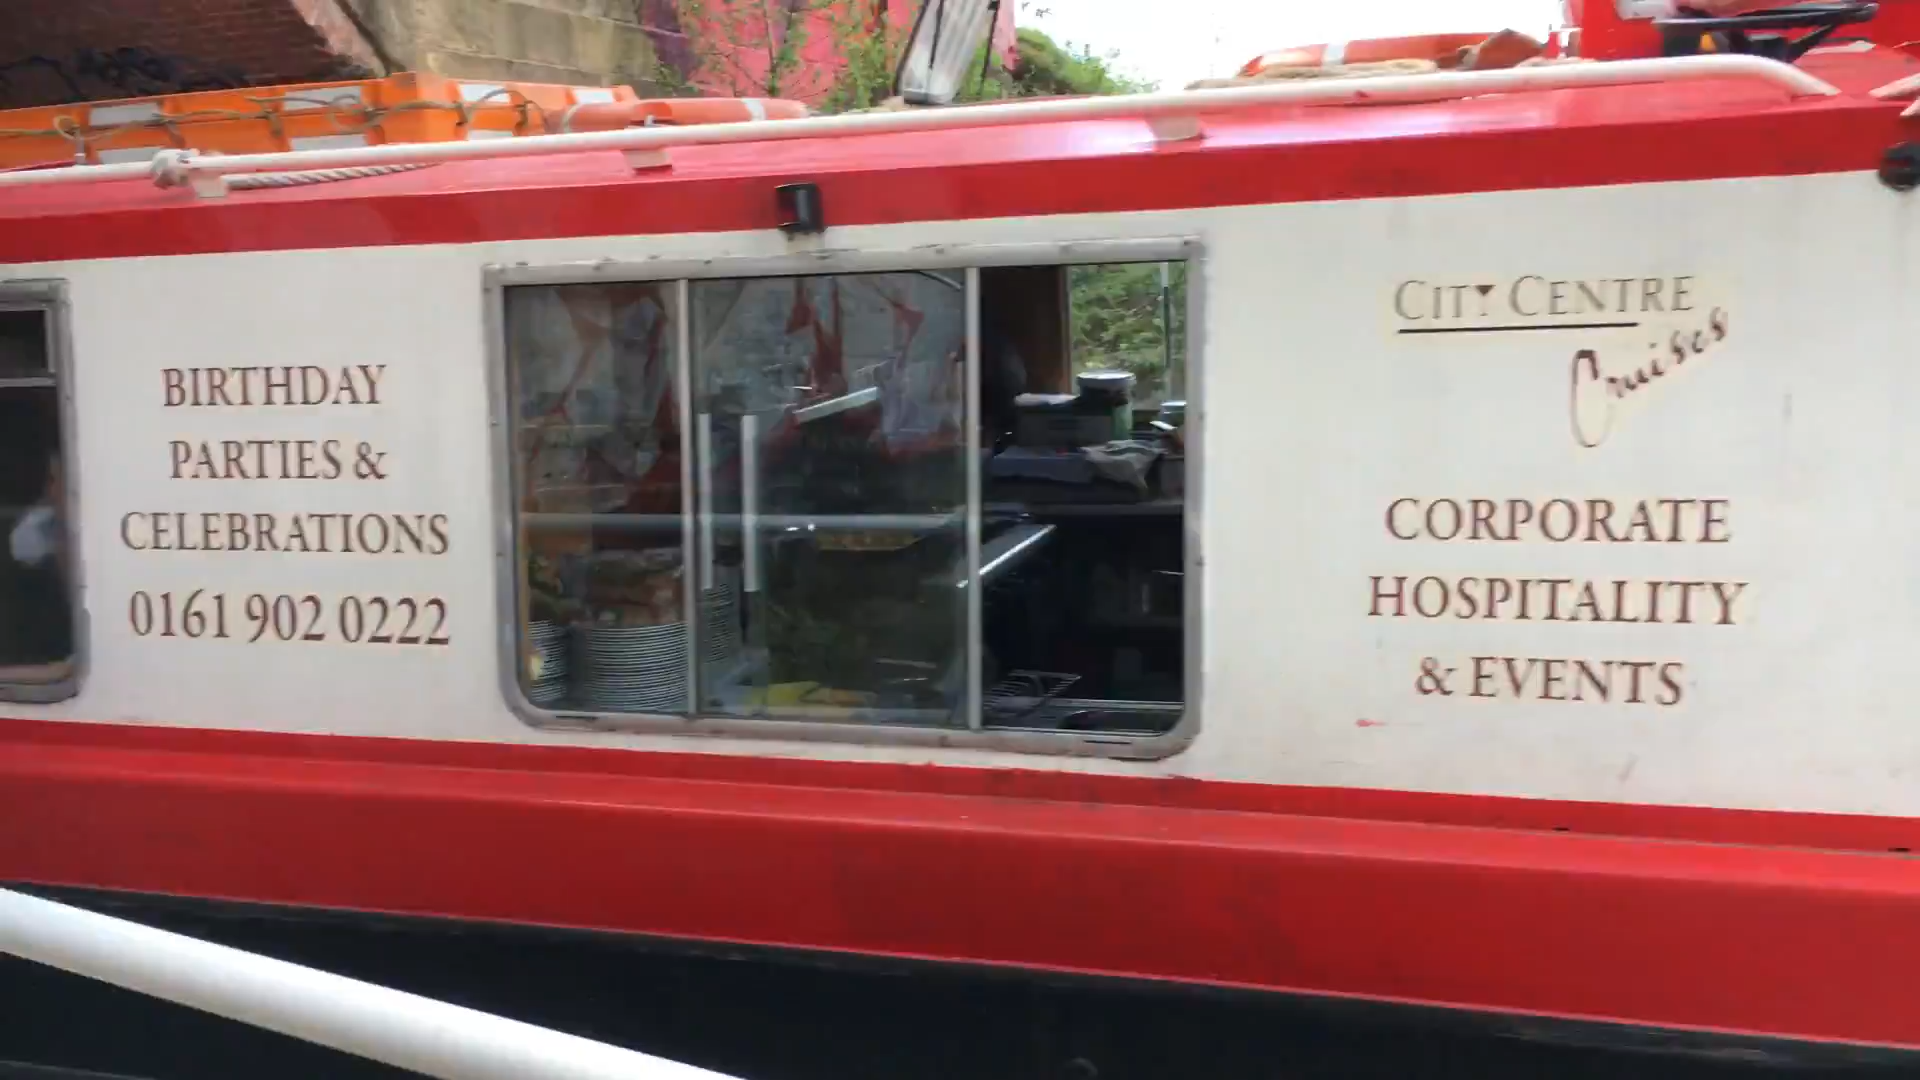 BIRTHDAY
PARTIES &
CELEBRATIONS
0161 902 0222
CITY CENTRE
Cruises
CORPORATE
HOSPITALITY
& EVENTS